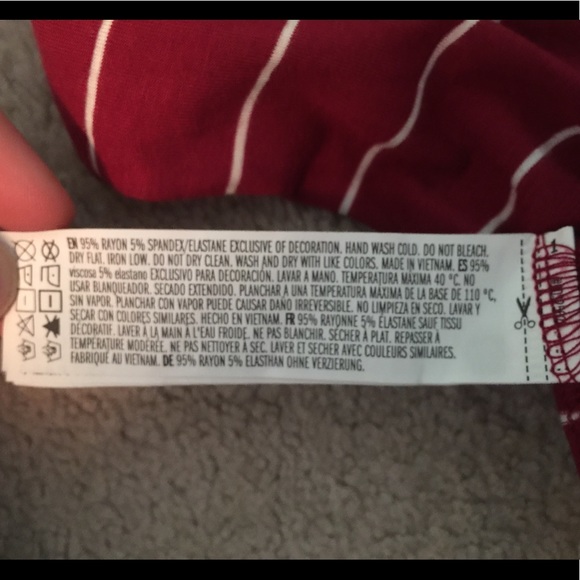 EN 95% RAYON 5% SPANDEX/ELASTANE EXCLUSIVE OF DECORATION. HAND WASH COLD. DO NOT BLEACH.
DRY FLAT. IRON LOW. DO NOT DRY CLEAN. WASH AND DRY WITH LIKE COLORS. MADE IN VIETNAM. ES 95%
viscosa 5% elastano EXCLUSIVO PARA DECORACIÓN. LAVAR A MANO. TEMPERATURA MÁXIMA 40 °C. NO
USAR BLANQUEADOR. SECADO EXTENDIDO. PLANCHAR A UNA TEMPERATURA MÁXIMA DE LA BASE DE 110 °C,
SIN VAPOR. PLANCHAR CON VAPOR PUEDE CAUSAR DAÑO IRREVERSIBLE. NO LIMPIEZA EN SECO. LAVAR Y
SECAR CON COLORES SIMILARES. HECHO EN VIETNAM. FR 95% RAYONNE 5% ÉLASTANE SAUF TISSU
DÉCORATIF. LAVER À LA MAIN À L'EAU FROIDE. NE PAS BLANCHIR. SÉCHER À PLAT. REPASSER À
TEMPÉRATURE MODÉRÉE. NE PAS NETTOYER À SEC. LAVER ET SÉCHER AVEC COULEURS SIMILAIRES.
FABRIQUÉ AU VIETNAM. DE 95% RAYON 5% ELASTHAN OHNE VERZIERUNG.